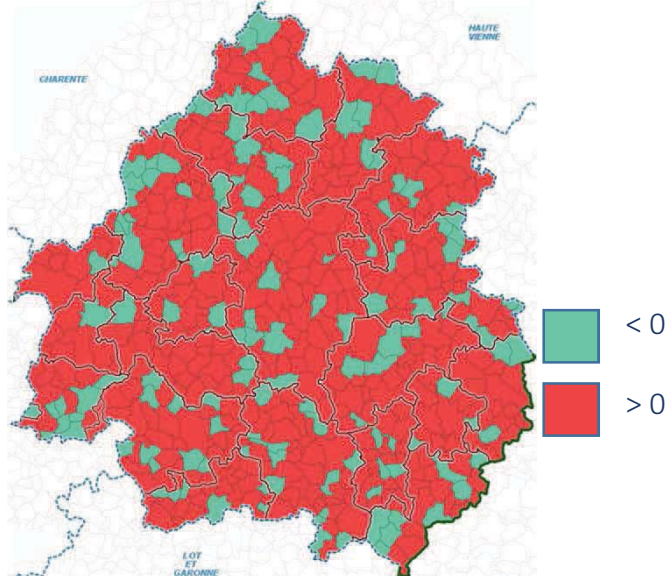 HAUTE
VIENNE
CHARENTE
< 0
> 0
LOT
ET
GARONNE